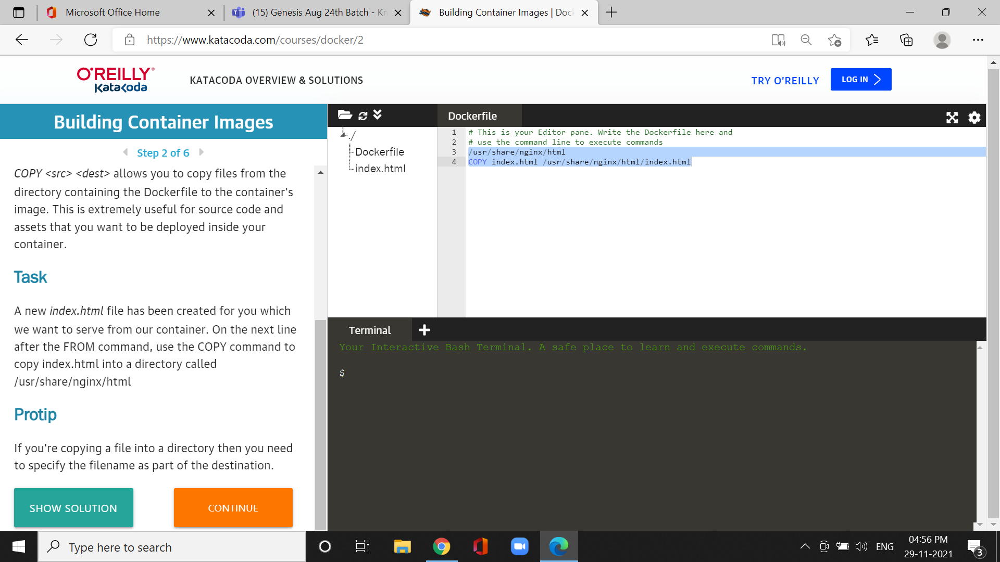 Microsoft Office Home
(15) Genesis Aug 24th Batch - Kn
Building Container Images | Doc
https://www.katacoda.com/courses/docker/2
O'REILLY®
Katacoda
KATACODA OVERVIEW & SOLUTIONS
TRY O'REILLY
LOG IN
Building Container Images
Step 2 of 6
COPY <src> <dest> allows you to copy files from the
directory containing the Dockerfile to the container's
image. This is extremely useful for source code and
assets that you want to be deployed inside your
container.
Task
A new index.html file has been created for you which
we want to serve from our container. On the next line
after the FROM command, use the COPY command to
copy index.html into a directory called
/usr/share/nginx/html
Protip
If you're copying a file into a directory then you need
to specify the filename as part of the destination.
SHOW SOLUTION
CONTINUE
./
Dockerfile
index.html
Dockerfile
1 # This is your Editor pane. Write the Dockerfile here and
2 # use the command line to execute commands
3 /usr/share/nginx/html
4 COPY index.html /usr/share/nginx/html/index.html
Terminal
Your Interactive Bash Terminal. A safe place to learn and execute commands.
$
Type here to search
ENG
04:56 PM
29-11-2021
3